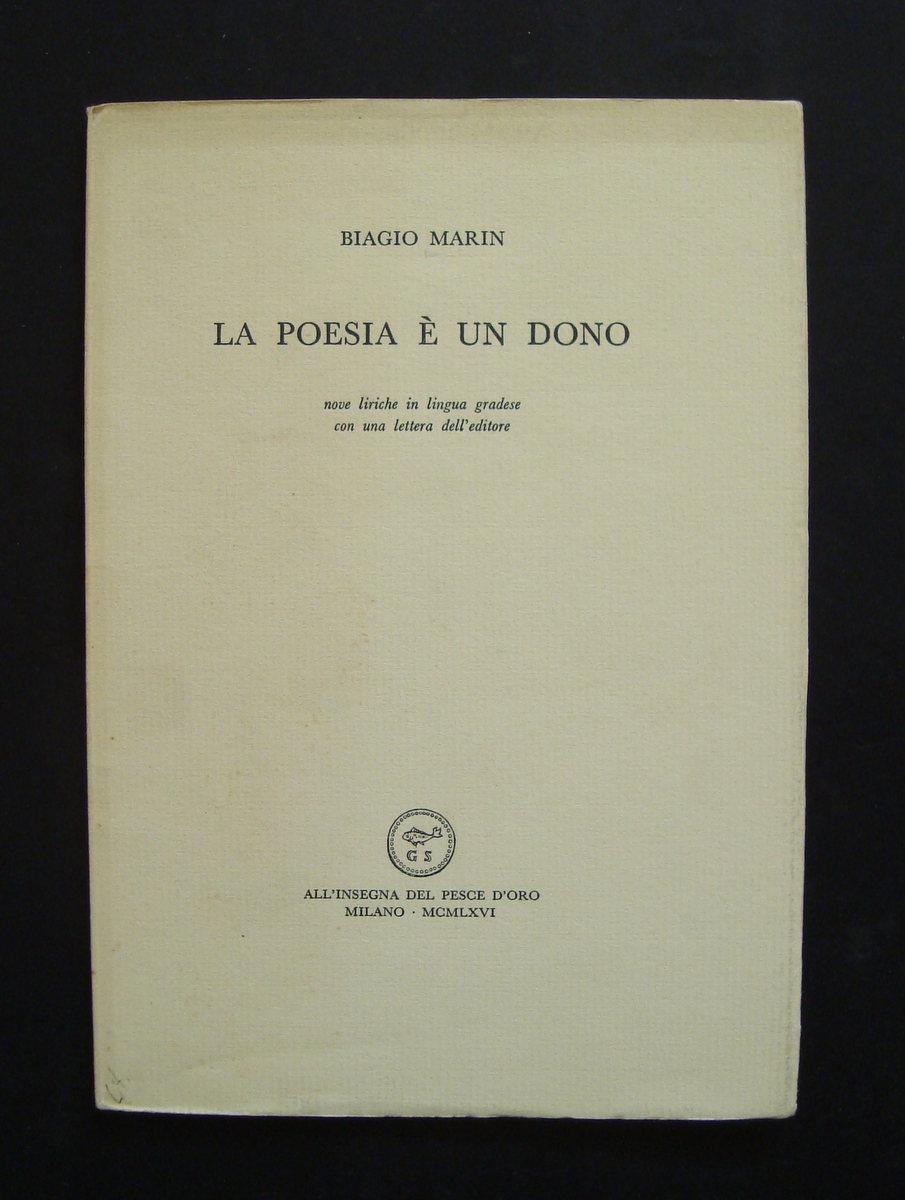 BIAGIO MARIN
LA POESIA È UN DONO
nove liriche in lingua gradese
con una lettera dell'editore
G S
ALL'INSEGNA DEL PESCE D'ORO
MILANO · MCMLXVI